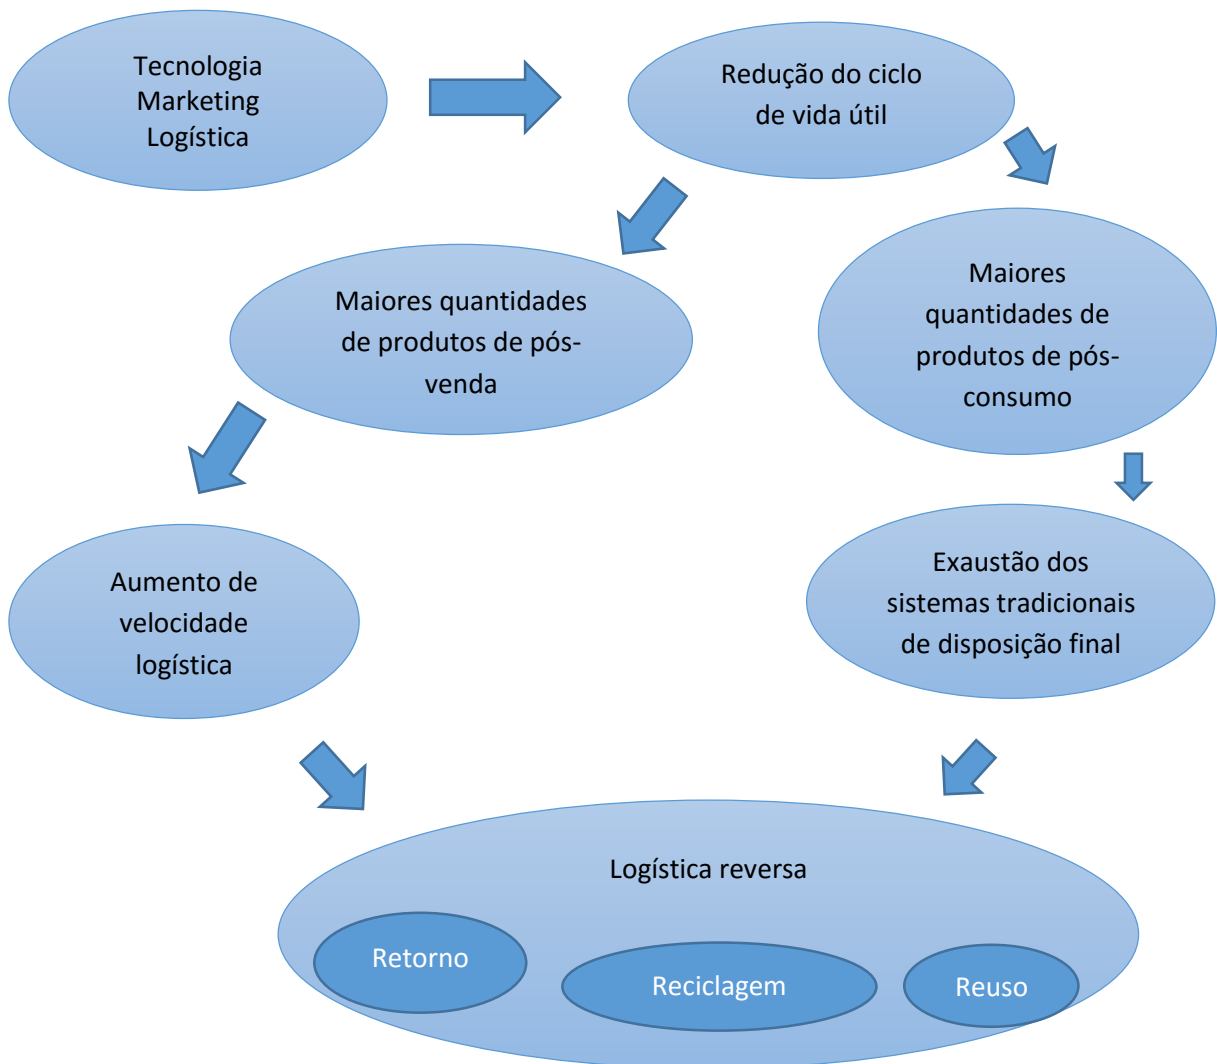 Tecnologia
Marketing
Logística
Redução do ciclo
de vida útil
Maiores quantidades
de produtos de pós-
venda
Maiores
quantidades de
produtos de pós-
consumo
Aumento de
velocidade
logística
Exaustão dos
sistemas tradicionais
de disposição final
Logística reversa
Retorno
Reciclagem
Reuso